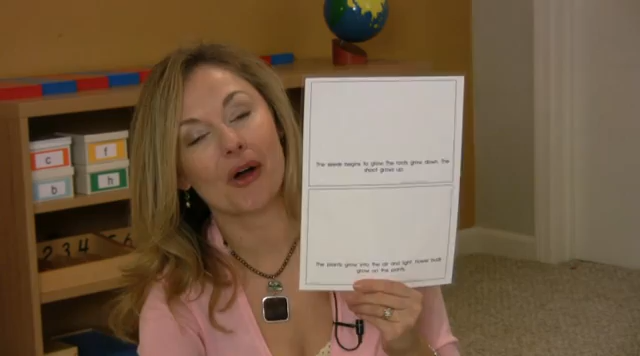 The seeds begins to grow The roots grow down. The
shoot grows up.
The plants grow into the air and light flower buds
grow on the plants
c
f
b
h
2 3 4 5 6